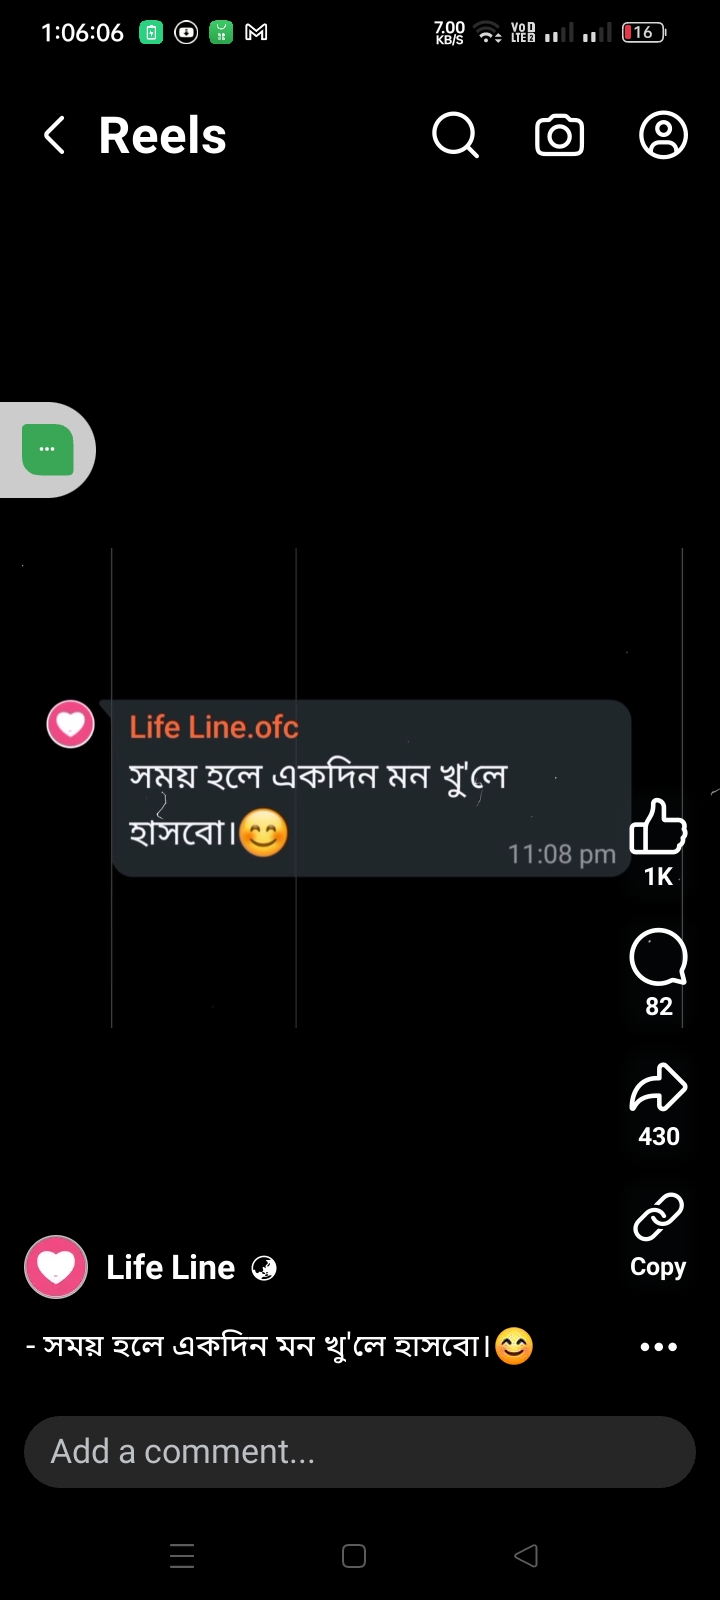 1:06:06 7.00 KB/S VoD LTE2 16
Reels
Life Line.ofc
সময় হলে একদিন মন খু'লে
হাসবো।😊
11:08 pm
1K
82
430
Copy
Life Line
- সময় হলে একদিন মন খু'লে হাসবো।😊
Add a comment...